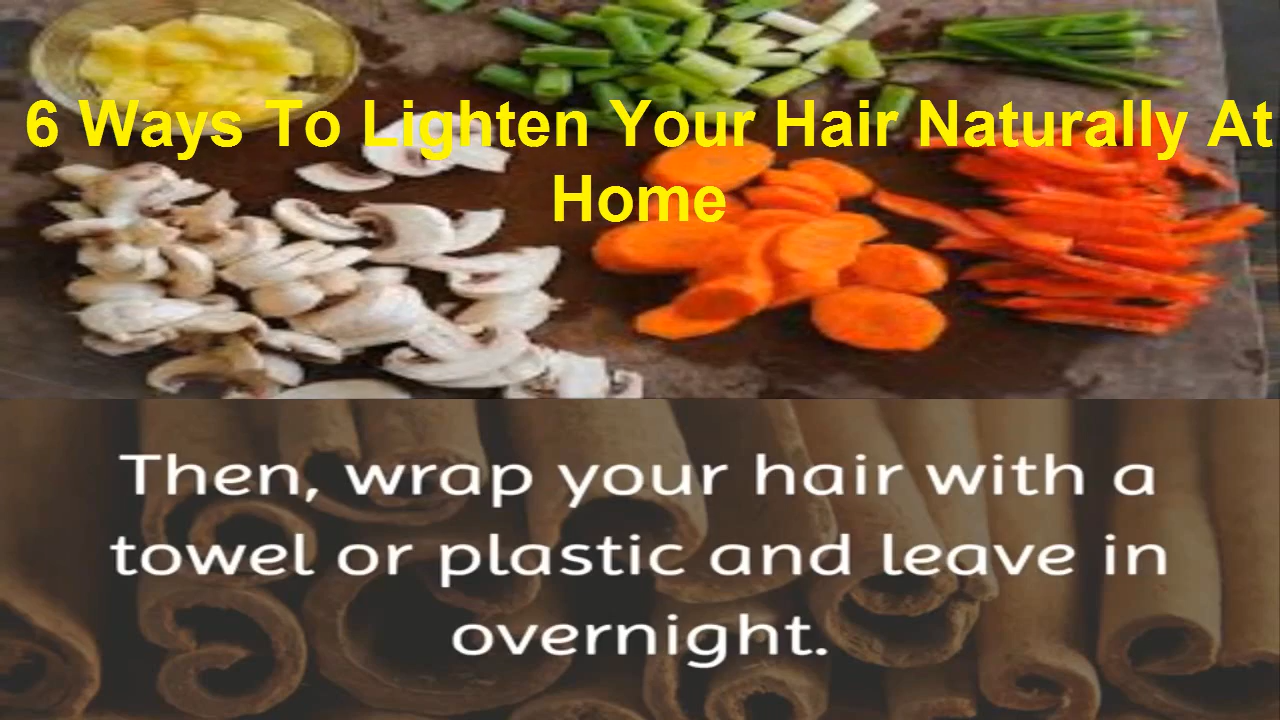 6 Ways To Lighten Your Hair Naturally At
Home
Then, wrap your hair with a
towel or plastic and leave in
overnight.